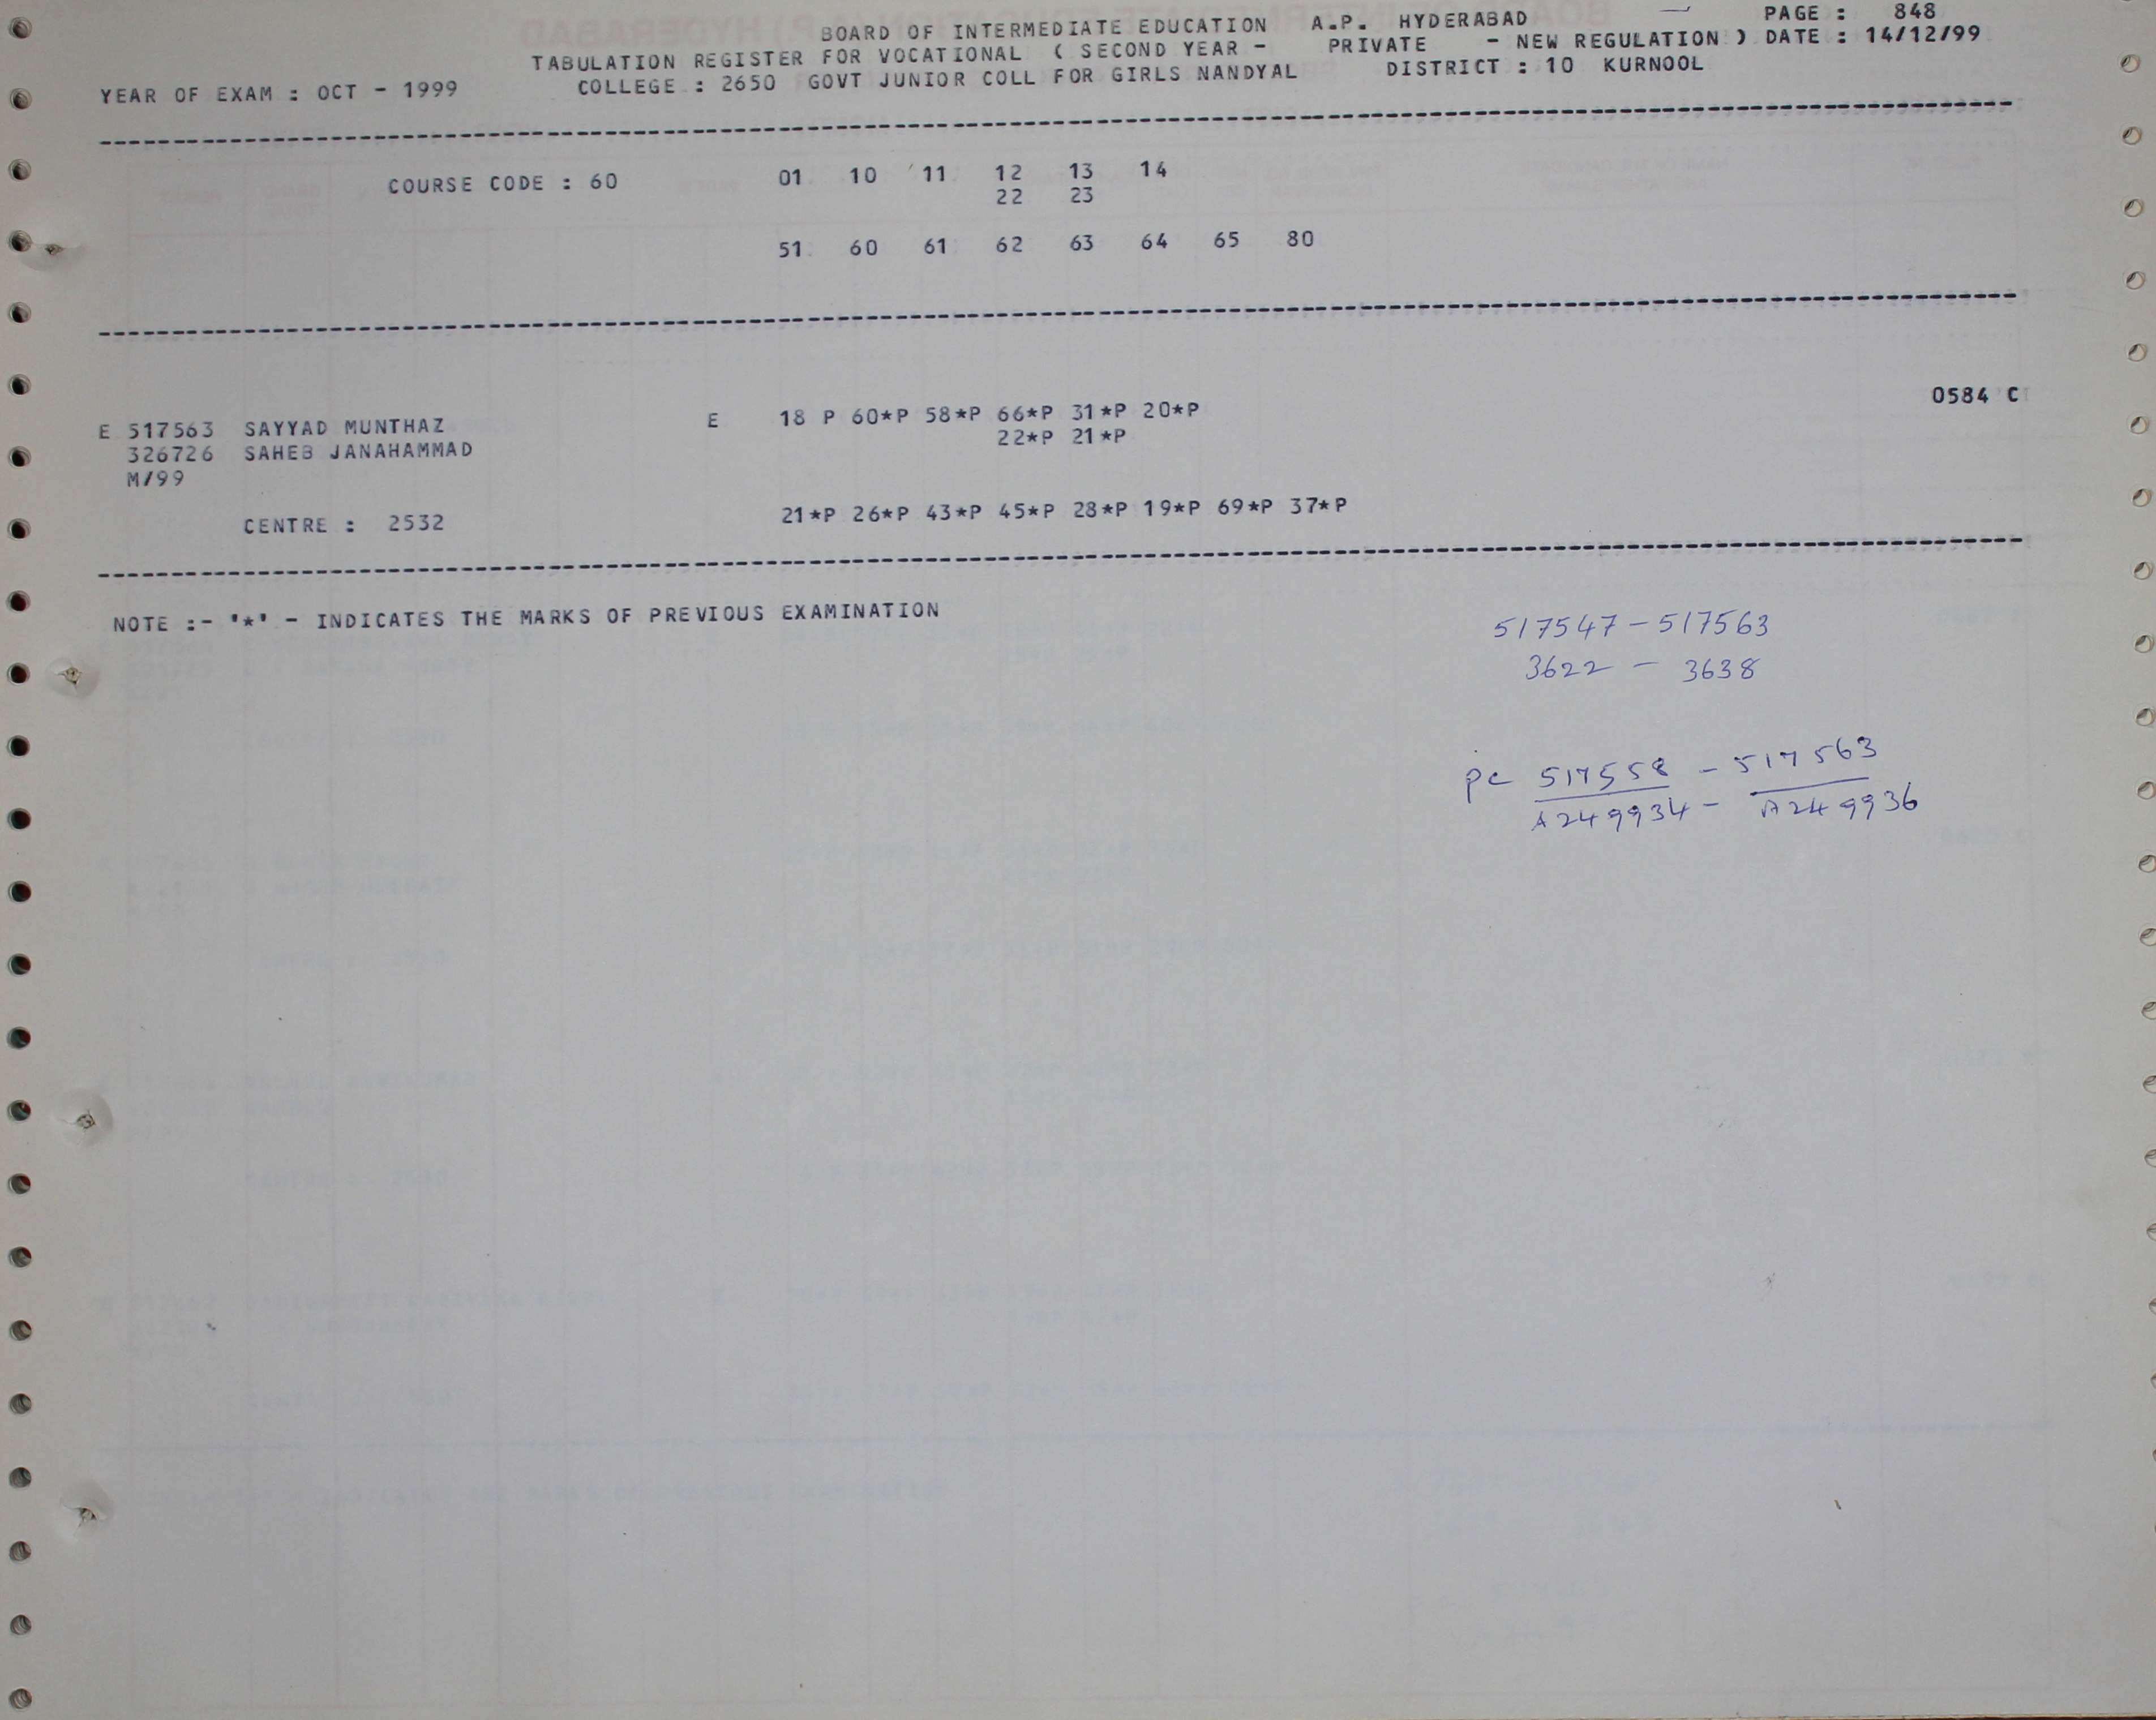 BOARD OF INTERMEDIATE EDUCATION A.P. HYDERABAD PAGE : 848
TABULATION REGISTER FOR VOCATIONAL ( SECOND YEAR - PRIVATE - NEW REGULATION ) DATE : 14/12/99
YEAR OF EXAM : OCT - 1999 COLLEGE : 2650 GOVT JUNIOR COLL FOR GIRLS NANDYAL DISTRICT : 10 KURNOOL
COURSE CODE : 60 01 10 11 12 13 14
22 23
51 60 61 62 63 64 65 80
E 517563 SAYYAD MUNTHAZ E 18 P 60*P 58*P 66*P 31*P 20*P 0584 C
326726 SAHEB JANAHAMMAD 22*P 21*P
M/99
CENTRE : 2532 21*P 26*P 43*P 45*P 28*P 19*P 69*P 37*P
NOTE :- '*' - INDICATES THE MARKS OF PREVIOUS EXAMINATION
517547 - 517563
3622 - 3638
pc 517558 - 517563
A249934 - A249936